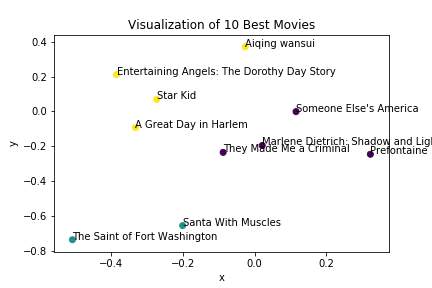 Visualization of 10 Best Movies
0.4
Aiqing wansui
Entertaining Angels: The Dorothy Day Story
0.2
Star Kid
0.0
Someone Else's America
A Great Day in Harlem
Marlene Dietrich: Shadow and Ligh
−0.2
They Made Me a Criminal
Prefontaine
y
−0.4
−0.6
Santa With Muscles
The Saint of Fort Washington
−0.8
−0.4
−0.2
0.0
0.2
x